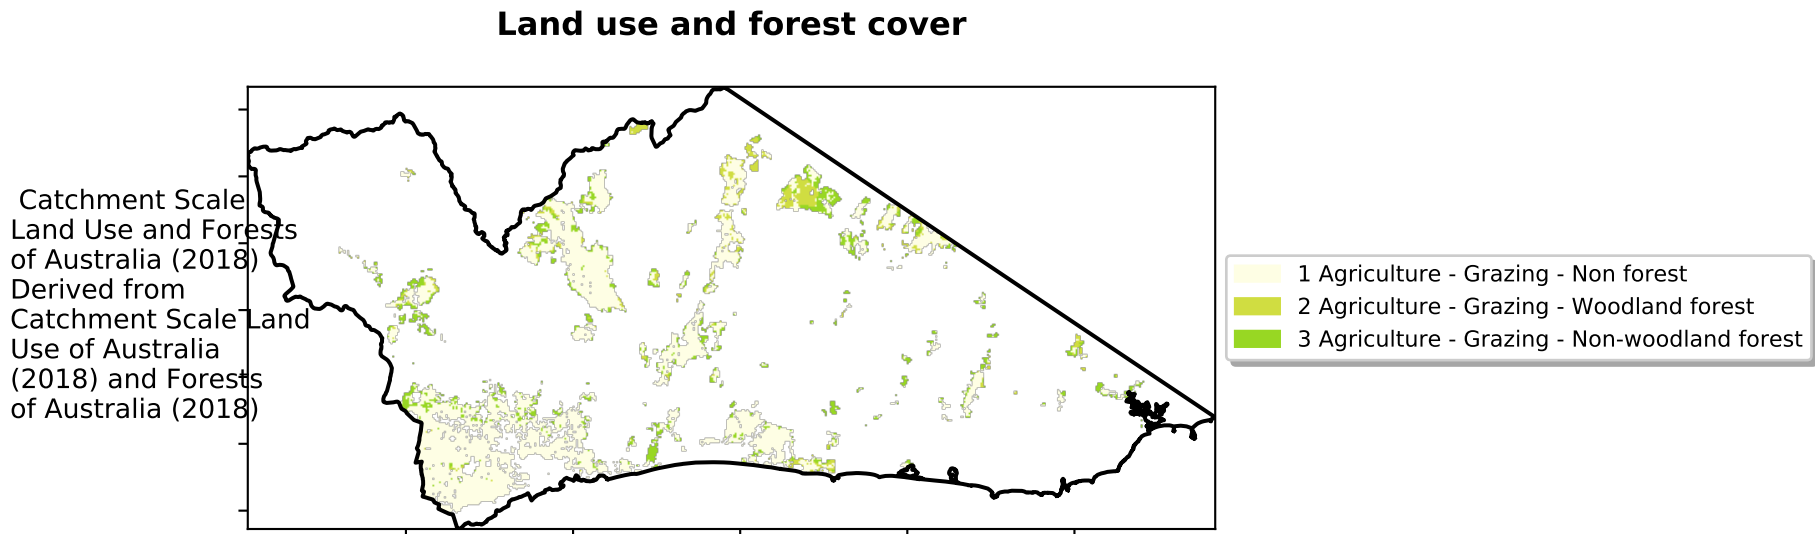 Land use and forest cover
Catchment Scale
Land Use and Forests
of Australia (2018)
Derived from
Catchment Scale Land
Use of Australia
(2018) and Forests
of Australia (2018)
1 Agriculture - Grazing - Non forest
2 Agriculture - Grazing - Woodland forest
3 Agriculture - Grazing - Non-woodland forest